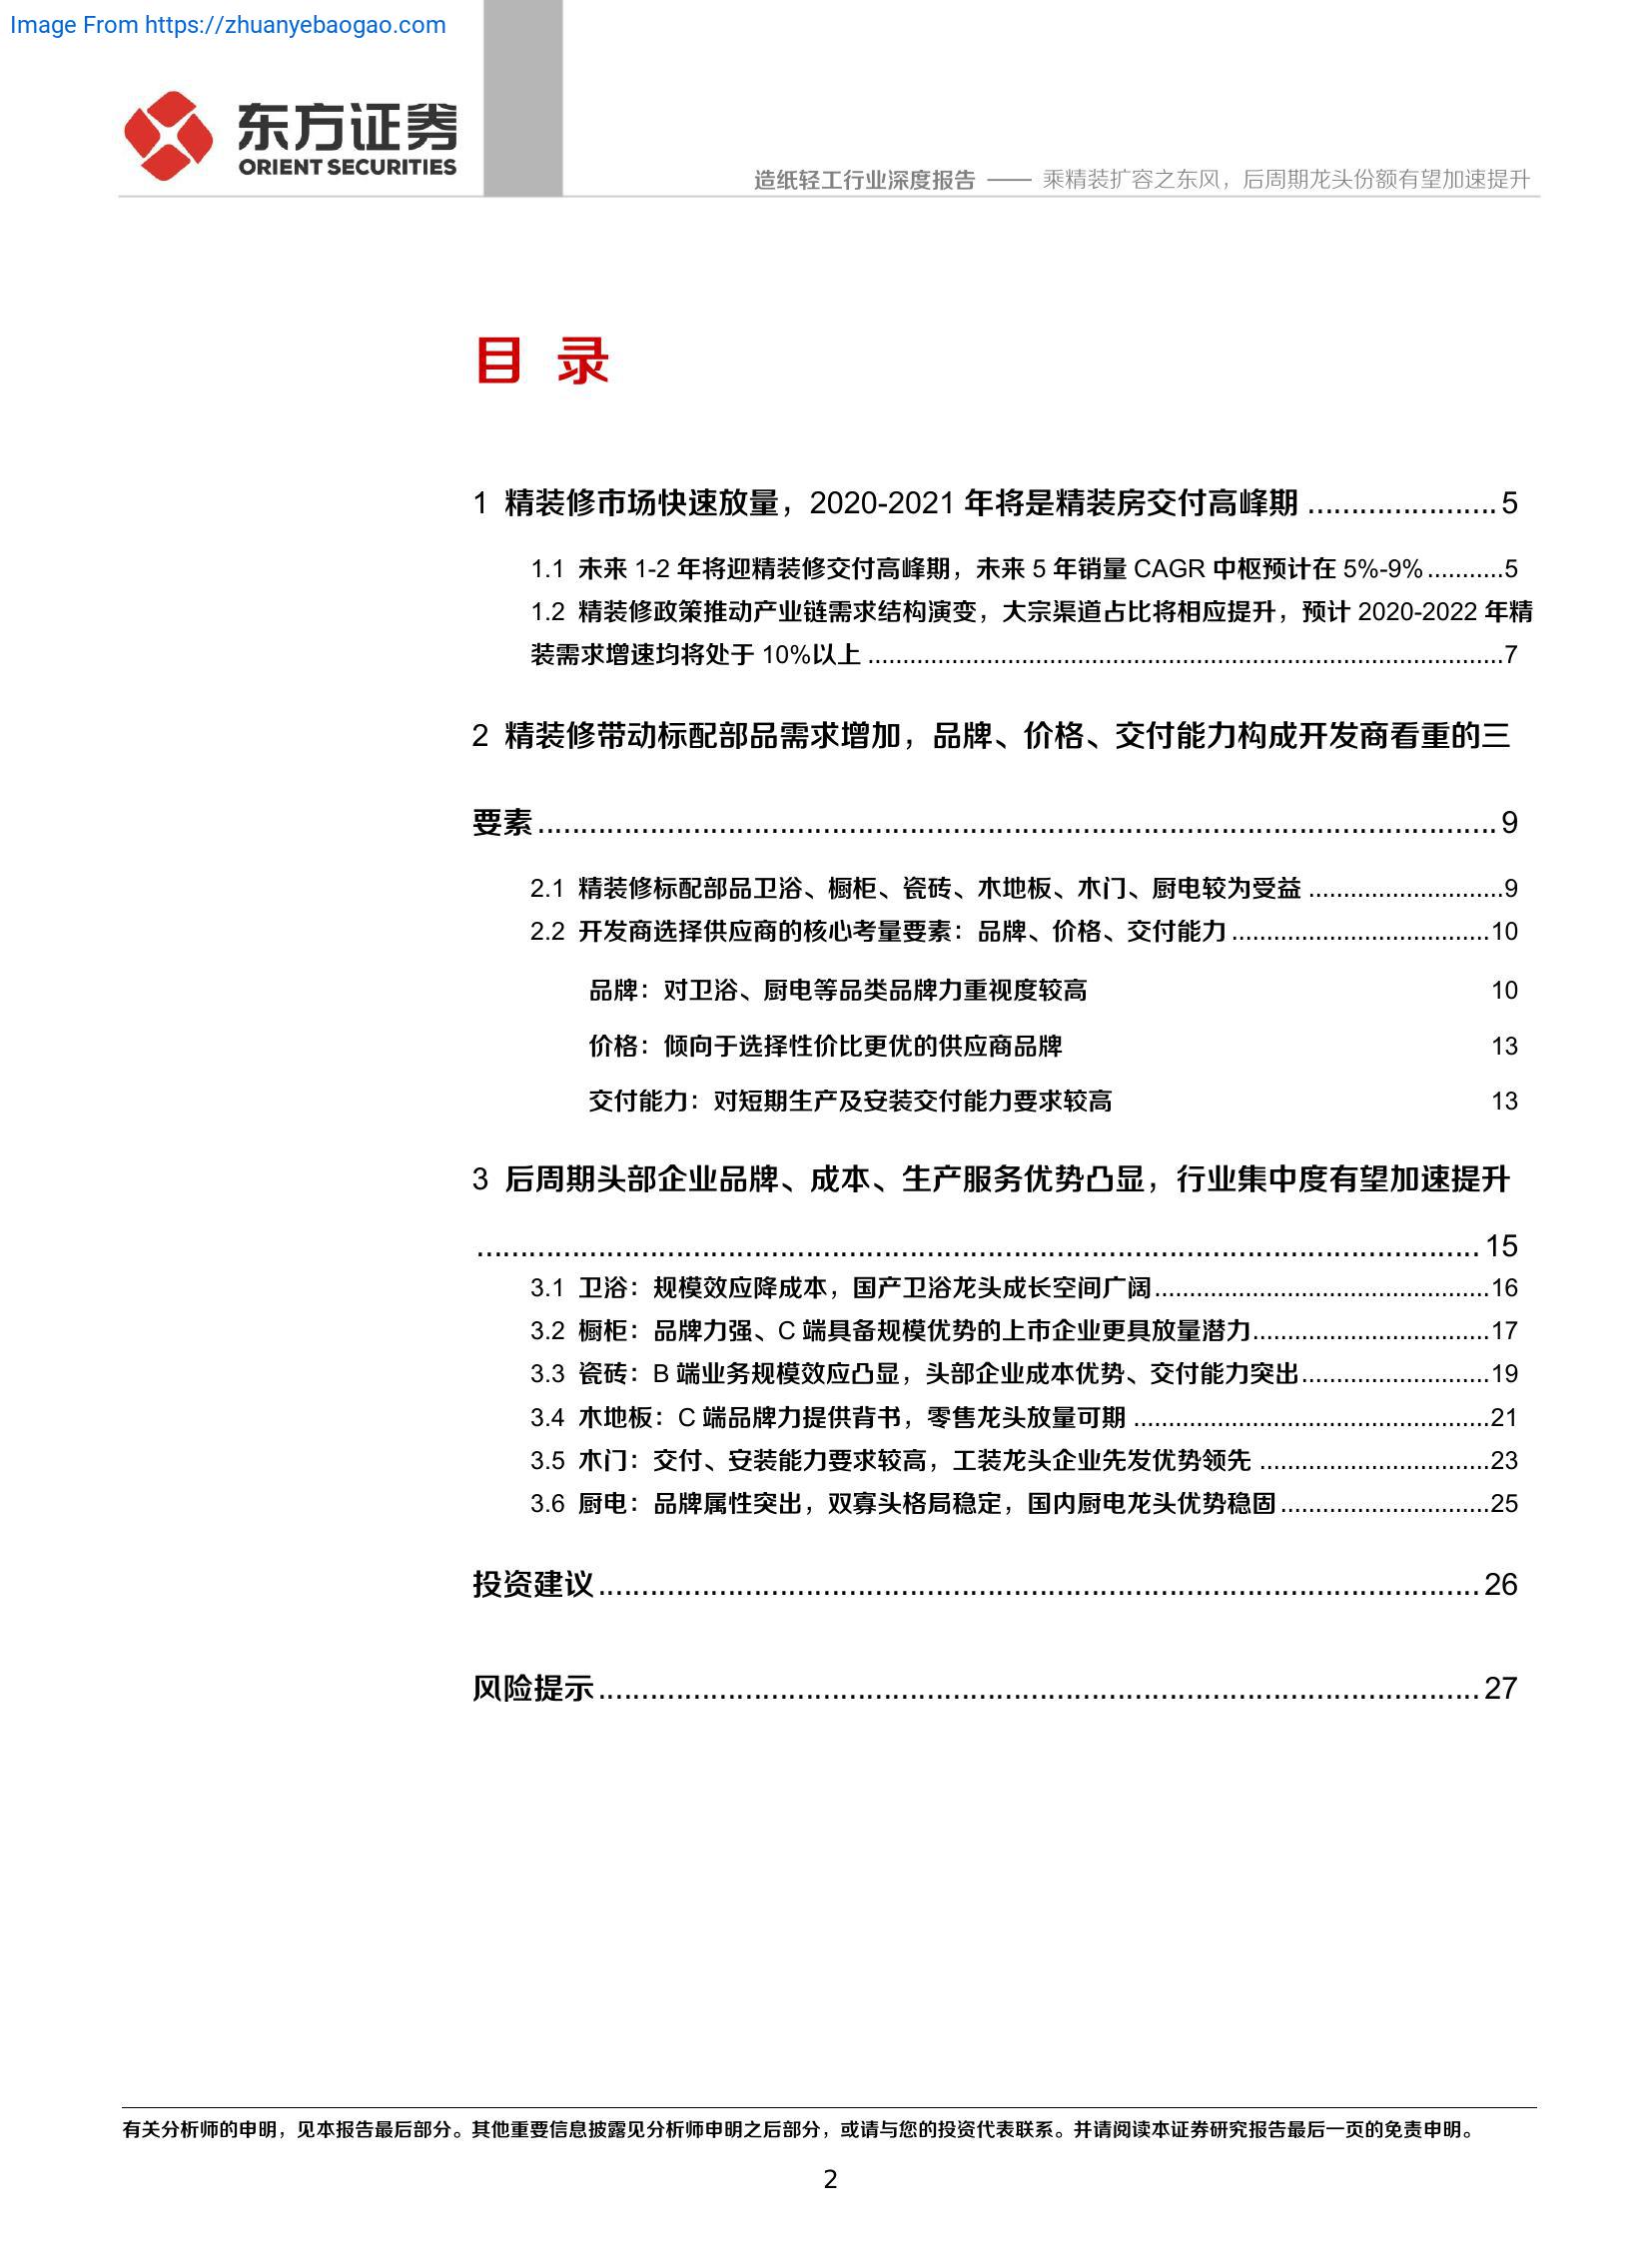 Image From https://zhuanyebaogao.com
东方证券
ORIENT SECURITIES
造纸轻工行业深度报告 —— 乘精装扩容之东风，后周期龙头份额有望加速提升
目 录
1 精装修市场快速放量，2020-2021 年将是精装房交付高峰期 ...................... 5
1.1 未来 1-2 年将迎精装修交付高峰期，未来 5 年销量 CAGR 中枢预计在 5%-9%...........5
1.2 精装修政策推动产业链需求结构演变，大宗渠道占比将相应提升，预计 2020-2022 年精
装需求增速均将处于 10%以上 ..........................................................................................7
2 精装修带动标配部品需求增加，品牌、价格、交付能力构成开发商看重的三
要素................................................................................................................ 9
2.1 精装修标配部品卫浴、橱柜、瓷砖、木地板、木门、厨电较为受益 ............................9
2.2 开发商选择供应商的核心考量要素：品牌、价格、交付能力.....................................10
品牌：对卫浴、厨电等品类品牌力重视度较高 10
价格：倾向于选择性价比更优的供应商品牌 13
交付能力：对短期生产及安装交付能力要求较高 13
3 后周期头部企业品牌、成本、生产服务优势凸显，行业集中度有望加速提升
..................................................................................................................... 15
3.1 卫浴：规模效应降成本，国产卫浴龙头成长空间广阔................................................16
3.2 橱柜：品牌力强、C 端具备规模优势的上市企业更具放量潜力..................................17
3.3 瓷砖：B 端业务规模效应凸显，头部企业成本优势、交付能力突出...........................19
3.4 木地板：C 端品牌力提供背书，零售龙头放量可期 ...................................................21
3.5 木门：交付、安装能力要求较高，工装龙头企业先发优势领先 .................................23
3.6 厨电：品牌属性突出，双寡头格局稳定，国内厨电龙头优势稳固..............................25
投资建议....................................................................................................... 26
风险提示....................................................................................................... 27
有关分析师的申明，见本报告最后部分。其他重要信息披露见分析师申明之后部分，或请与您的投资代表联系。并请阅读本证券研究报告最后一页的免责申明。
2